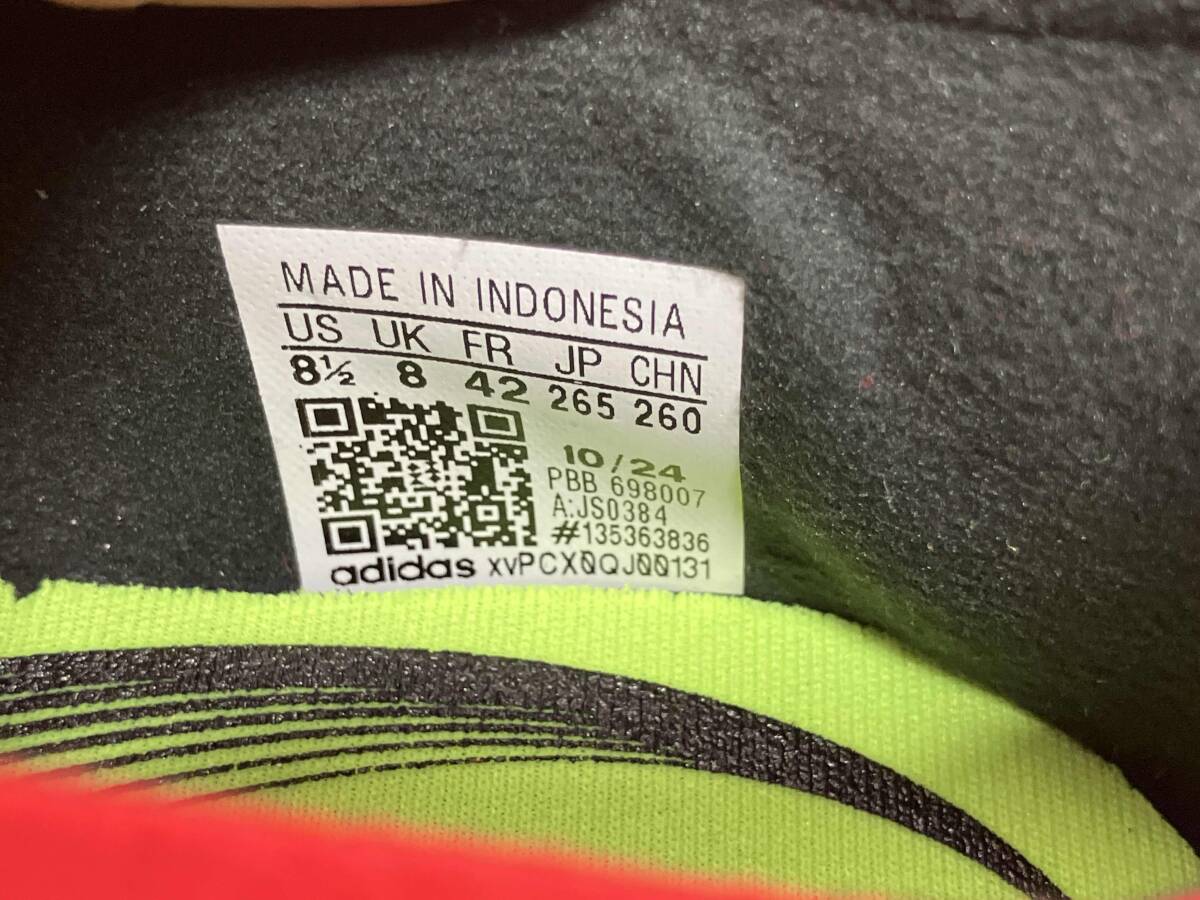 MADE IN INDONESIA
US UK FR JP CHN
8½ 8 42 265 260
10/24
PBB 698007
A:JS0384
#135363836
adidas xvPCX0QJ00131